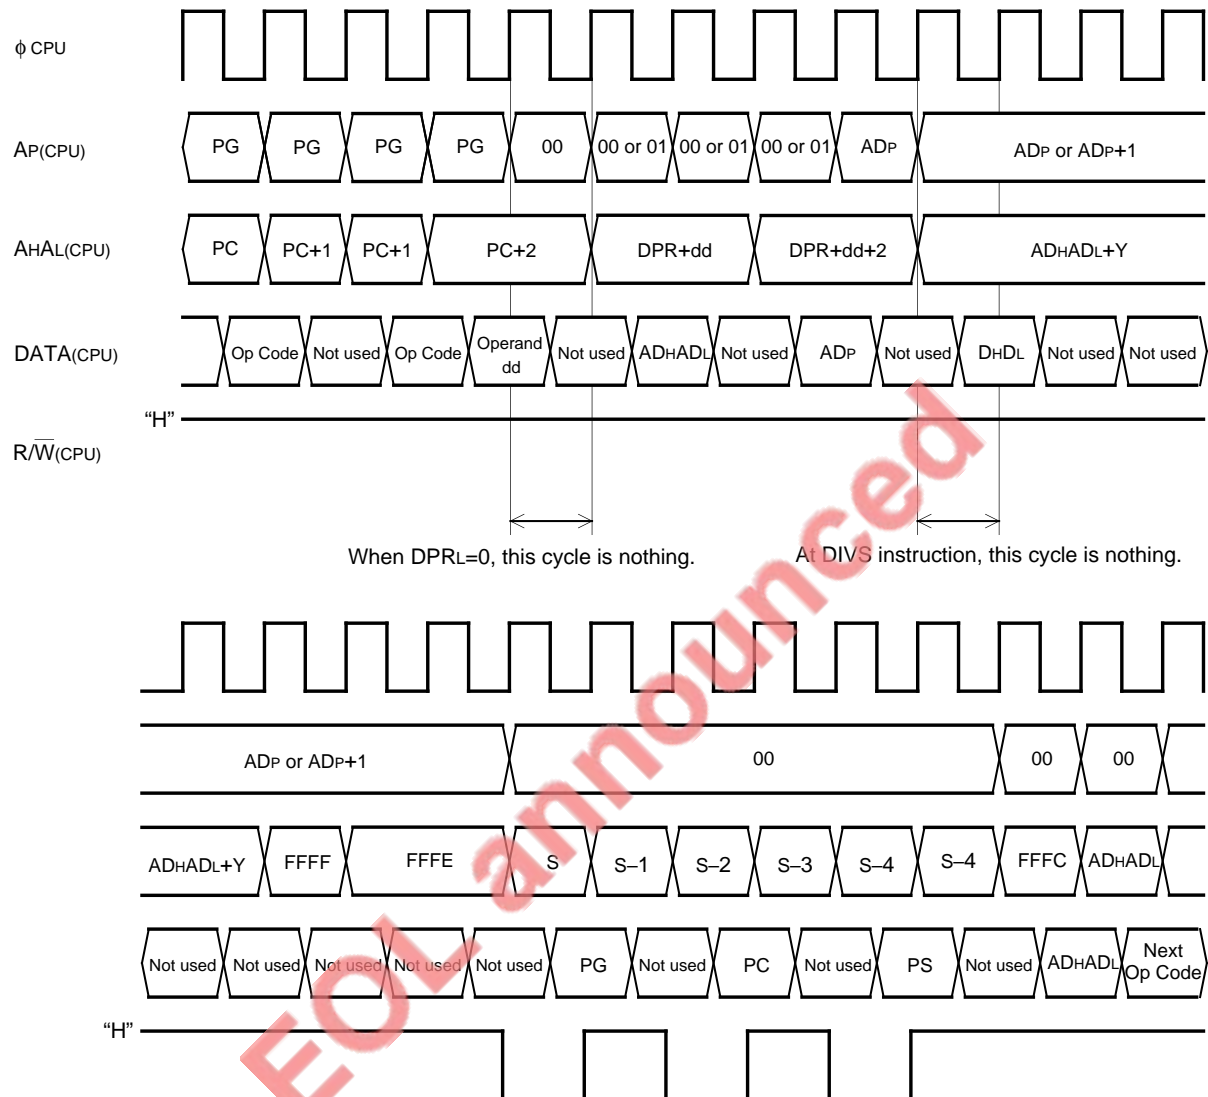 ϕ CPU
AP(CPU) PG PG PG PG 00 00 or 01 00 or 01 00 or 01 ADP ADP or ADP+1
AHAL(CPU) PC PC+1 PC+1 PC+2 DPR+dd DPR+dd+2 ADHADL+Y
DATA(CPU) Op Code Not used Op Code Operand dd Not used ADHADL Not used ADP Not used DHDL Not used Not used
“H”
R/W̅(CPU)
When DPRL=0, this cycle is nothing. At DIVS instruction, this cycle is nothing.
ADP or ADP+1 00 00 00
ADHADL+Y FFFF FFFE S S–1 S–2 S–3 S–4 S–4 FFFC ADHADL
Not used Not used Not used Not used Not used PG Not used PC Not used PS Not used ADHADL Next Op Code
“H”
EOL announced